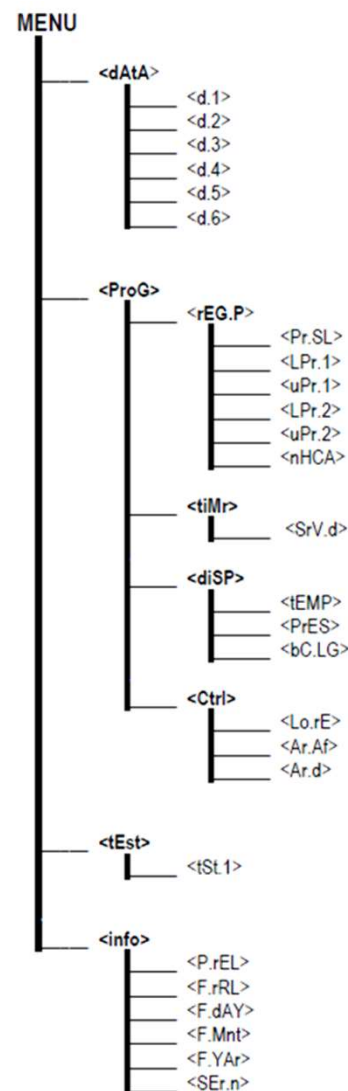 MENU
<dAtA>
<d.1>
<d.2>
<d.3>
<d.4>
<d.5>
<d.6>
<ProG>
<rEG.P>
<Pr.SL>
<LPr.1>
<uPr.1>
<LPr.2>
<uPr.2>
<nHCA>
<tiMr>
<SrV.d>
<diSP>
<tEMP>
<PrES>
<bC.LG>
<Ctrl>
<Lo.rE>
<Ar.Af>
<Ar.d>
<tEst>
<tSt.1>
<info>
<P.rEL>
<F.rRL>
<F.dAY>
<F.Mnt>
<F.YAr>
<SEr.n>